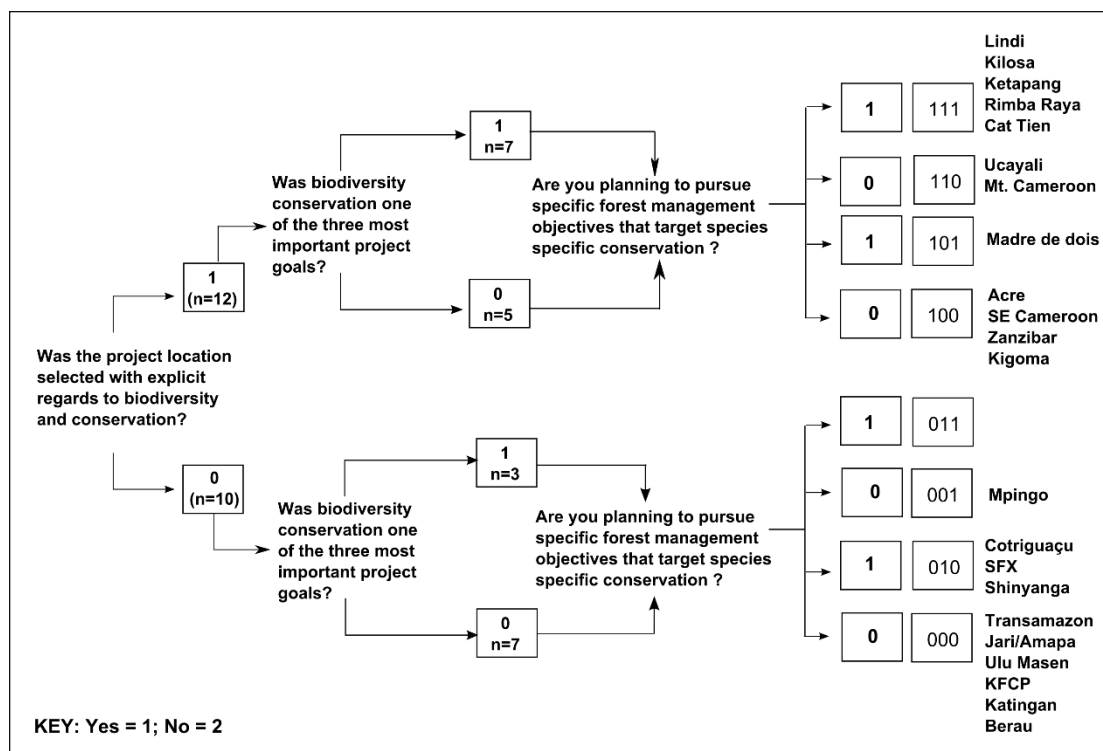 Was the project location
selected with explicit
regards to biodiversity
and conservation?
1
(n=12)
0
(n=10)
Was biodiversity
conservation one
of the three most
important project
goals?
1
n=7
0
n=5
Are you planning to pursue
specific forest management
objectives that target species
specific conservation ?
1
111
Lindi
Kilosa
Ketapang
Rimba Raya
Cat Tien
0
110
Ucayali
Mt. Cameroon
1
101
Madre de dois
0
100
Acre
SE Cameroon
Zanzibar
Kigoma
Was biodiversity
conservation one
of the three most
important project
goals?
1
n=3
0
n=7
Are you planning to pursue
specific forest management
objectives that target species
specific conservation ?
1
011
0
001
Mpingo
1
010
Cotriguaçu
SFX
Shinyanga
0
000
Transamazon
Jari/Amapa
Ulu Masen
KFCP
Katingan
Berau
KEY: Yes = 1; No = 2